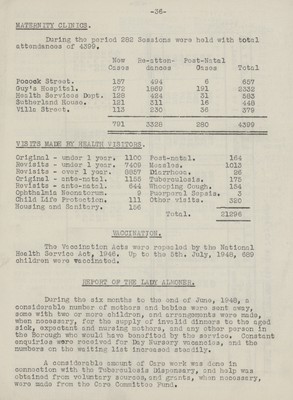 -36-
MATERNITY CLINICS.
During the period 282 Sessions were held with total
attendances of 4399.
New Re-atten- Post-Natal
Cases dances Cases Total
Pocock Street. 157 494 6 657
Guy's Hospital. 272 1869 191 2332
Health Services Dept. 128 424 31 583
Sutherland House. 121 311 16 448
Villa Street. 113 230 36 379
791 3328 280 4399
VISITS MADE BY HEALTH VISITORS.
Original - under 1 year. 1100 Post-natal. 164
Revisits - under 1 year. 7409 Measles. 1013
Revisits - over 1 year. Diarrhoea. 26
Original - ante-natal. 1155 Tuberculosis. 175
Revisits - ante-natal. 644 Whooping Cough. 154
Ophthalmia Neonatorum. 9 Puerperal Sepsis. 3
Child Life Protection. 111 Other visits. 320
Housing and Sanitary. 156
Total. 21296
VACCINATION.
The Vaccination Acts were repealed by the National
Health Service Act, 1946. Up to the 5th. July, 1948, 689
children were vaccinated.
REPORT OF THE LADY ALMONER.
During the six months to the end of June, 1948, a
considerable number of mothers and babies were sent away,
some with two or more children, and arrangements were made,
when necessary, for the supply of invalid dinners to the aged
sick, expectant and nursing mothers, and any other person in
the Borough who would have benefited by the service. Constant
enquiries were received for Day Nursery vacancies, and the
numbers on the waiting list increased steadily.
A considerable amount of Care work was done in
connection with the Tuberculosis Dispensary, and help was
obtained from voluntary sources, and grants, when necessary,
were made from the Care Committee Fund.